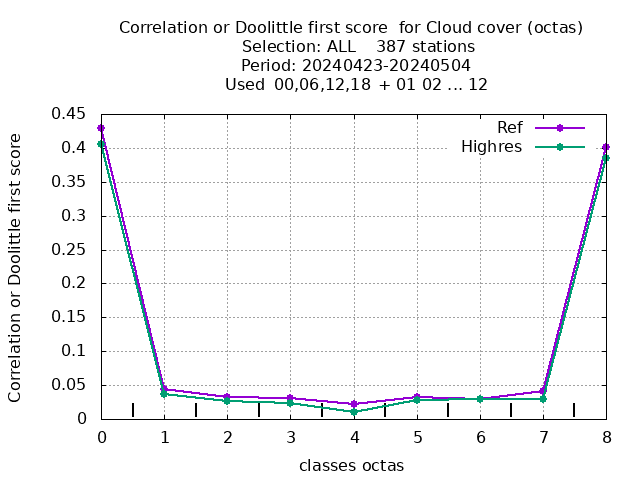 Correlation or Doolittle first score  for Cloud cover (octas)
Selection: ALL    387 stations
Period: 20240423-20240504
Used  00,06,12,18  + 01 02 ... 12
Correlation or Doolittle first score
0.45
0.4
0.35
0.3
0.25
0.2
0.15
0.1
0.05
0
Ref
Highres
0 1 2 3 4 5 6 7 8
classes octas